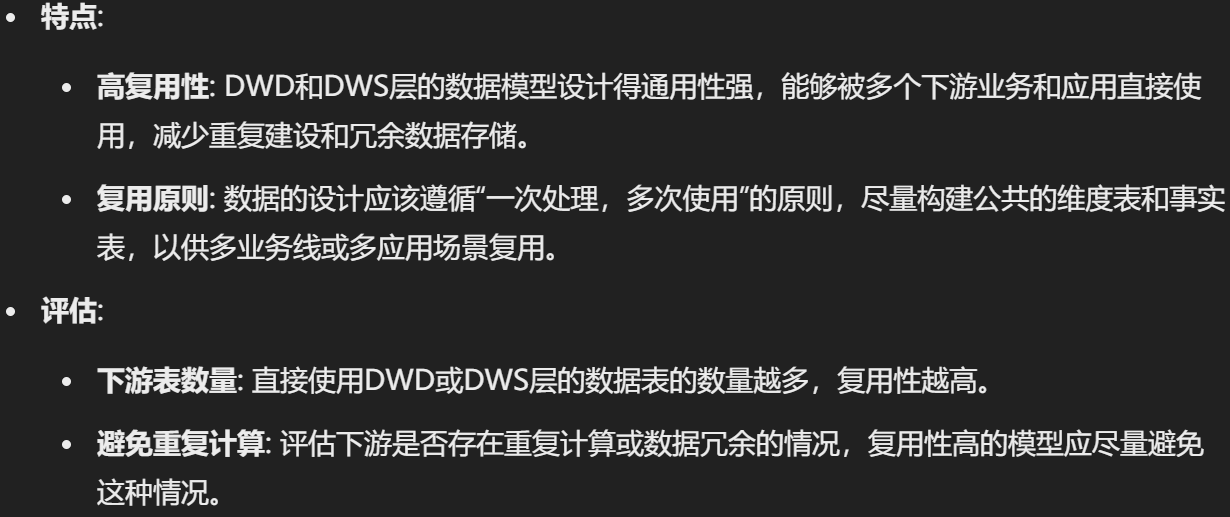 • 特点:
• 高复用性: DWD和DWS层的数据模型设计得通用性强，能够被多个下游业务和应用直接使
用，减少重复建设和冗余数据存储。
• 复用原则: 数据的设计应该遵循“一次处理，多次使用”的原则，尽量构建公共的维度表和事实
表，以供多业务线或多应用场景复用。
• 评估:
• 下游表数量: 直接使用DWD或DWS层的数据表的数量越多，复用性越高。
• 避免重复计算: 评估下游是否存在重复计算或数据冗余的情况，复用性高的模型应尽量避免
这种情况。